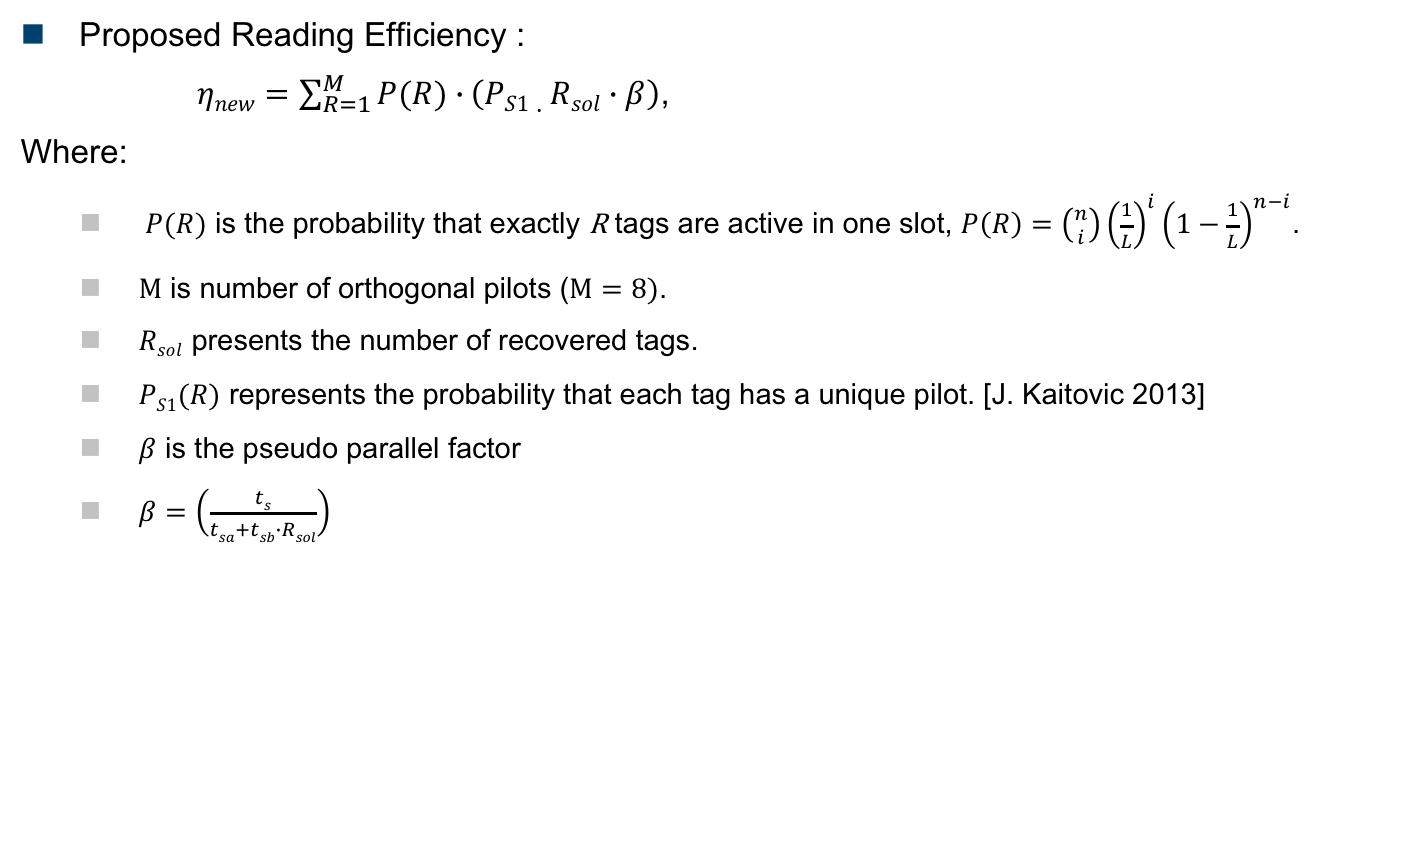 Proposed Reading Efficiency :
η_new = ∑_{R=1}^{M} P(R) · (P_{S1 .} R_sol · β),
Where:
P(R) is the probability that exactly R tags are active in one slot, P(R) = \binom{n}{i} (1/L)^i (1 − 1/L)^{n−i}.
M is number of orthogonal pilots (M = 8).
R_sol presents the number of recovered tags.
P_{S1}(R) represents the probability that each tag has a unique pilot. [J. Kaitovic 2013]
β is the pseudo parallel factor
β = (t_s / (t_sa+t_sb·R_sol))